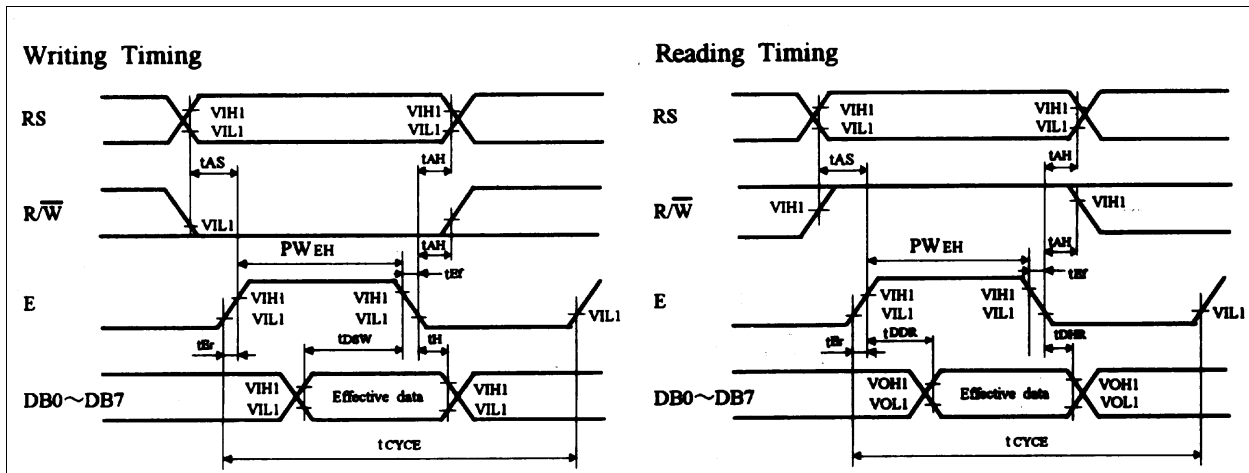 Writing Timing
RS
VIH1
VIL1
VIH1
VIL1
tAS
tAH
R/W
VIL1
tAH
PWEH
tEf
E
VIH1
VIL1
VIH1
VIL1
VIL1
tEr
tDSW
tH
DB0~DB7
VIH1
VIL1
Effective data
VIH1
VIL1
tCYCE
Reading Timing
RS
VIH1
VIL1
VIH1
VIL1
tAS
tAH
R/W
VIH1
VIH1
tAH
PWEH
tEf
E
VIH1
VIL1
VIH1
VIL1
VIL1
tEr
tDDR
tDHR
DB0~DB7
VOH1
VOL1
Effective data
VOH1
VOL1
tCYCE